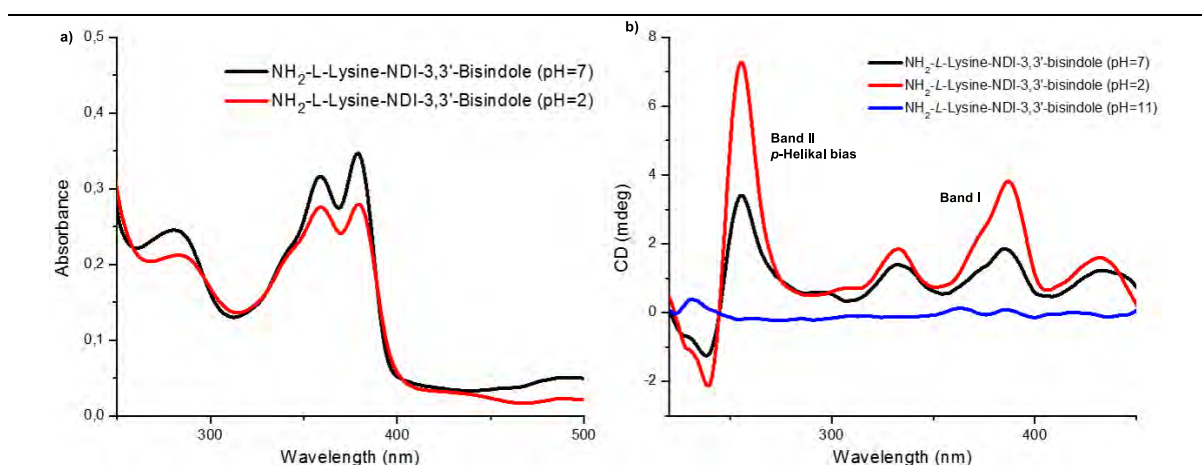 a)
0,5
0,4
0,3
0,2
0,1
0,0
NH2-L-Lysine-NDI-3,3'-Bisindole (pH=7)
NH2-L-Lysine-NDI-3,3'-Bisindole (pH=2)
Absorbance
300
400
500
Wavelength (nm)
b)
8
6
4
2
0
-2
NH2-L-Lysine-NDI-3,3'-bisindole (pH=7)
NH2-L-Lysine-NDI-3,3'-bisindole (pH=2)
NH2-L-Lysine-NDI-3,3'-bisindole (pH=11)
Band II
p-Helikal bias
Band I
CD (mdeg)
300
400
Wavelength (nm)